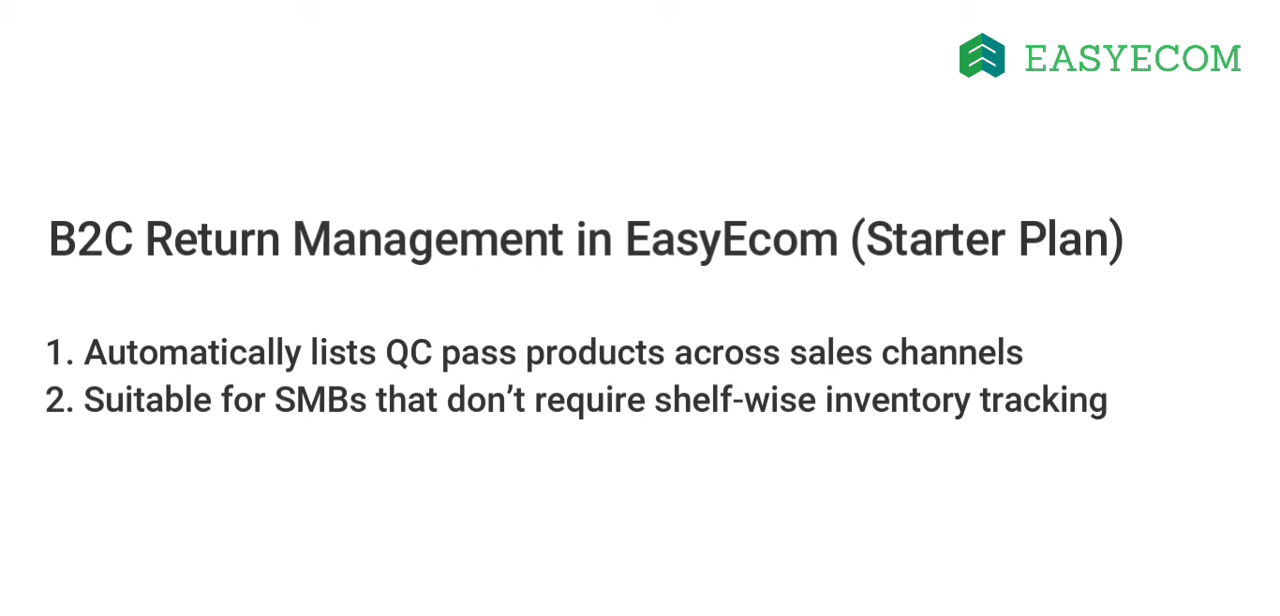 EASYECOM
B2C Return Management in EasyEcom (Starter Plan)
1. Automatically lists QC pass products across sales channels
2. Suitable for SMBs that don’t require shelf-wise inventory tracking